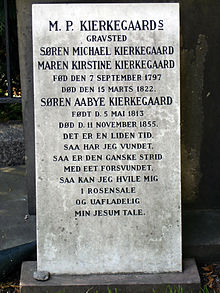 M. P. KIERKEGAARDS
GRAVSTED
SØREN MICHAEL KIERKEGAARD
MAREN KIRSTINE KIERKEGAARD
FØD DEN 7 SEPTEMBER 1797
DØD DEN 15 MARTS 1822.
SØREN AABYE KIERKEGAARD
FØDT D. 5 MAI 1813
DØD D. 11 NOVEMBER 1855.
DET ER EN LIDEN TID,
SAA HAR JEG VUNDET,
SAA ER DEN GANSKE STRID
MED EET FORSVUNDET,
SAA KAN JEG HVILE MIG
I ROSENSALE
OG UAFLADELIG
MIN JESUM TALE.